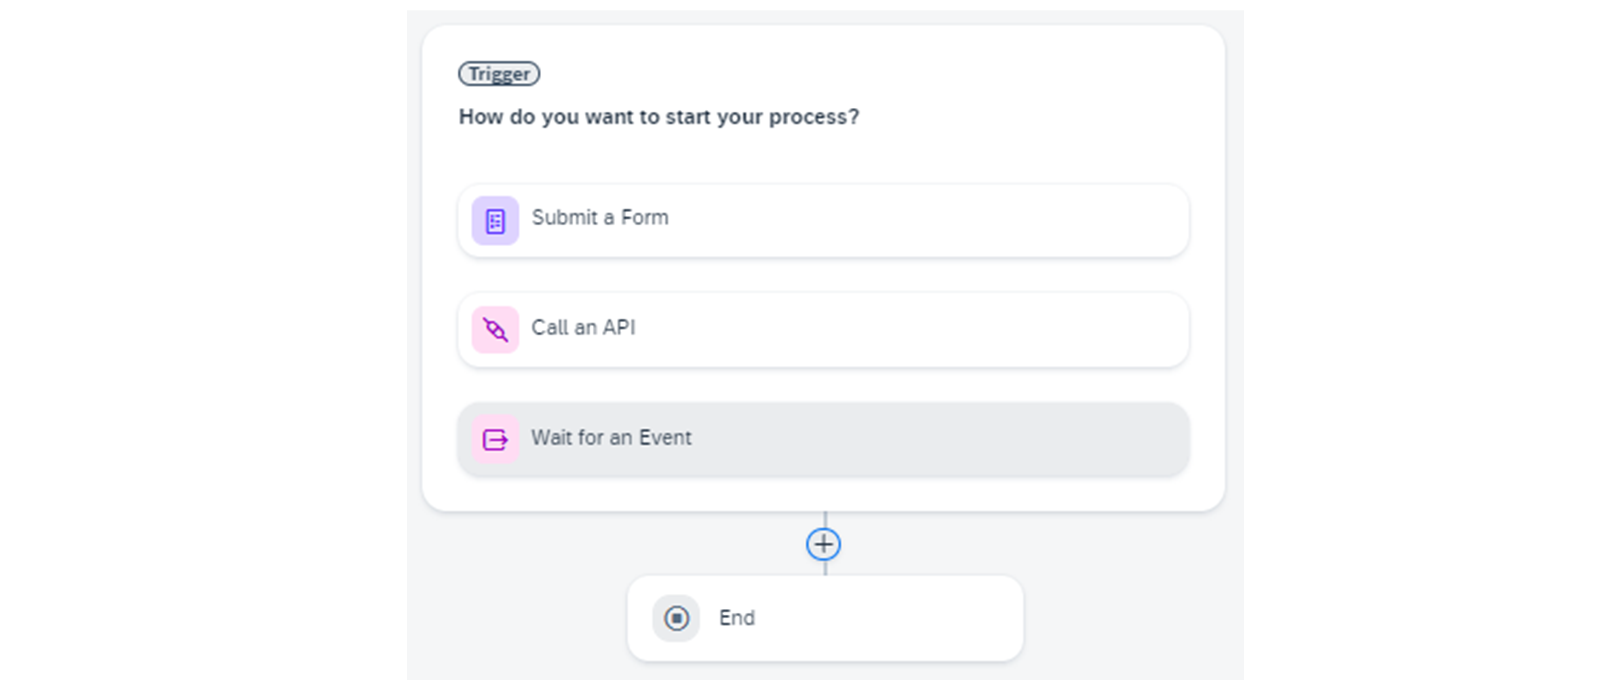 Trigger
How do you want to start your process?
Submit a Form
Call an API
Wait for an Event
End